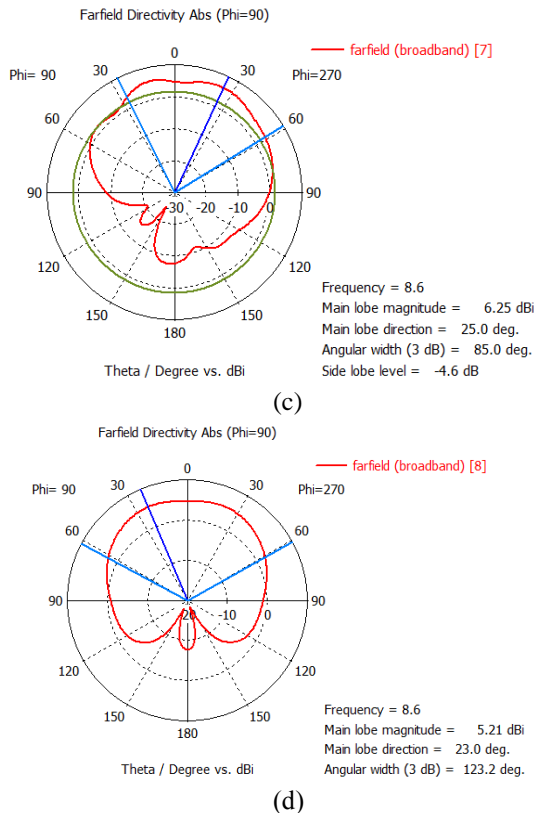 Farfield Directivity Abs (Phi=90)
farfield (broadband) [7]
0
30 30
Phi= 90 Phi=270
60 60
90 -30 -20 -10 0 90
120 120
150 150
180
Frequency = 8.6
Main lobe magnitude = 6.25 dBi
Main lobe direction = 25.0 deg.
Angular width (3 dB) = 85.0 deg.
Side lobe level = -4.6 dB
Theta / Degree vs. dBi
(c)
Farfield Directivity Abs (Phi=90)
farfield (broadband) [8]
0
30 30
Phi= 90 Phi=270
60 60
90 -20 -10 0 90
120 120
150 150
180
Frequency = 8.6
Main lobe magnitude = 5.21 dBi
Main lobe direction = 23.0 deg.
Angular width (3 dB) = 123.2 deg.
Theta / Degree vs. dBi
(d)